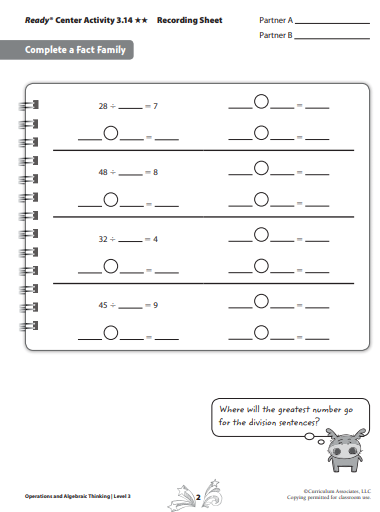 Ready® Center Activity 3.14 ★★ Recording Sheet
Partner A ____________
Partner B ____________
Complete a Fact Family
28 ÷ ____ = 7
____ ◯ ____ = ____
____ ◯ ____ = ____
____ ◯ ____ = ____
48 ÷ ____ = 8
____ ◯ ____ = ____
____ ◯ ____ = ____
____ ◯ ____ = ____
32 ÷ ____ = 4
____ ◯ ____ = ____
____ ◯ ____ = ____
____ ◯ ____ = ____
45 ÷ ____ = 9
____ ◯ ____ = ____
____ ◯ ____ = ____
____ ◯ ____ = ____
Where will the greatest number go
for the division sentences?
Operations and Algebraic Thinking | Level 3
2
©Curriculum Associates, LLC
Copying permitted for classroom use.